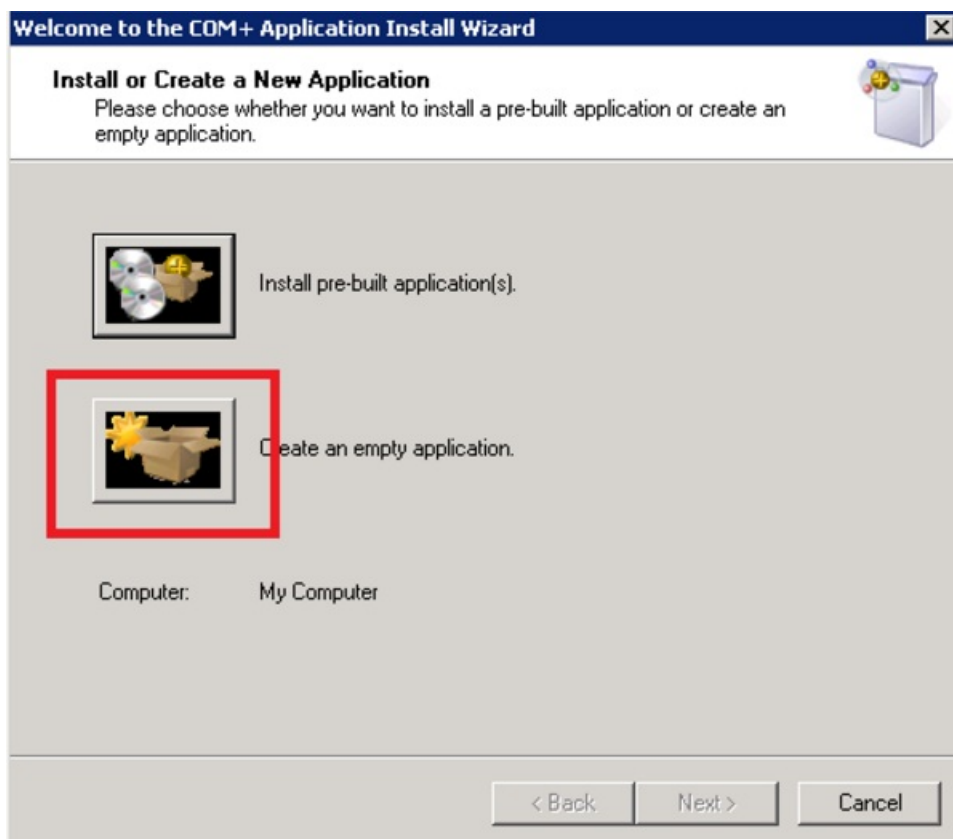 Welcome to the COM+ Application Install Wizard
Install or Create a New Application
Please choose whether you want to install a pre-built application or create an
empty application.
Install pre-built application(s).
Create an empty application.
Computer: My Computer
< Back Next > Cancel